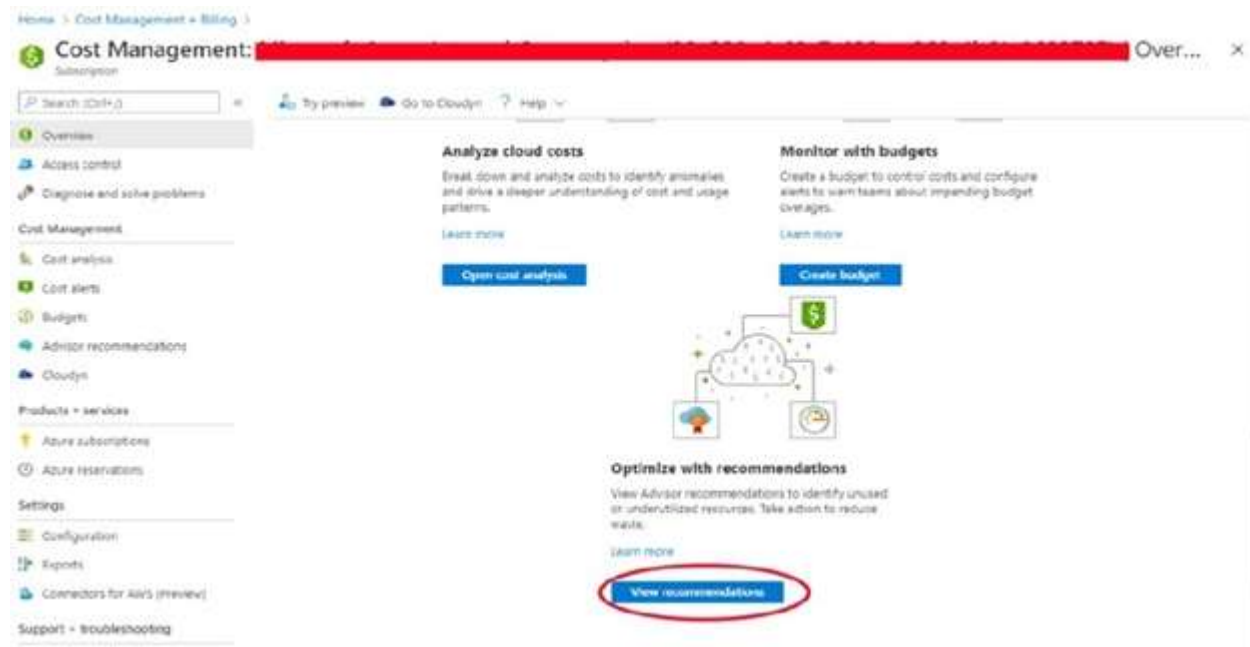 Home > Cost Management + Billing >
Cost Management: Over... ×
Subscription
Search (Ctrl+/) «
Try preview Go to Cloudyn ? Help
Overview
Access control
Diagnose and solve problems
Cost Management
Cost analysis
Cost alerts
Budgets
Advisor recommendations
Cloudyn
Products + services
Azure subscriptions
Azure reservations
Settings
Configuration
Exports
Connectors for AWS (Preview)
Support + troubleshooting
Analyze cloud costs
Break down and analyze costs to identify anomalies
and drive a deeper understanding of cost and usage
patterns.
Learn more
Open cost analysis
Monitor with budgets
Create a budget to control costs and configure
alerts to warn teams about impending budget
overages.
Learn more
Create budget
Optimize with recommendations
View Advisor recommendations to identify unused
or underutilized resources. Take action to reduce
waste.
Learn more
View recommendations